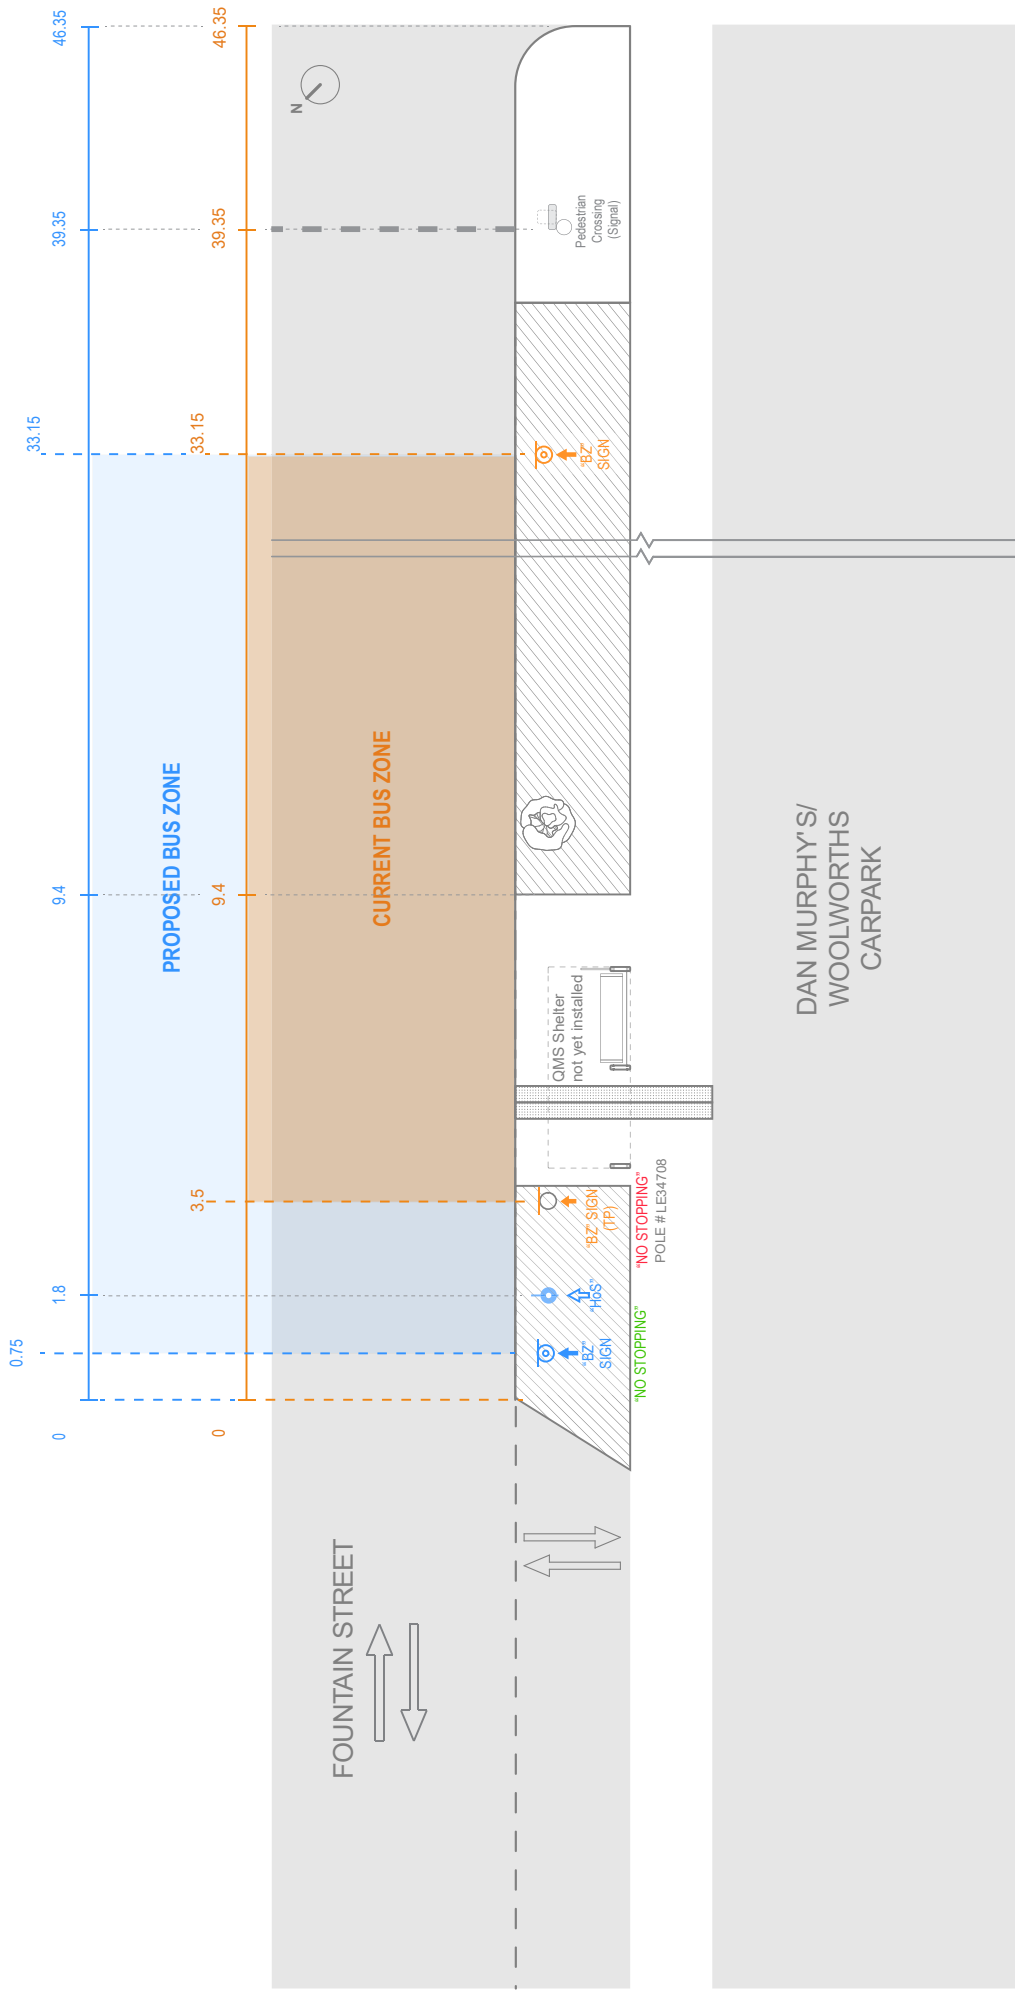 46.35
39.35
33.15
9.4
1.8
0.75
0
46.35
39.35
33.15
9.4
3.5
0
PROPOSED BUS ZONE
CURRENT BUS ZONE
N
Pedestrian
Crossing
(Signal)
"BZ"
SIGN
QMS Shelter
not yet installed
"BZ" SIGN
(TP)
"NO STOPPING"
POLE # LE34708
"HoS"
"BZ"
SIGN
"NO STOPPING"
FOUNTAIN STREET
DAN MURPHY'S/
WOOLWORTHS
CARPARK